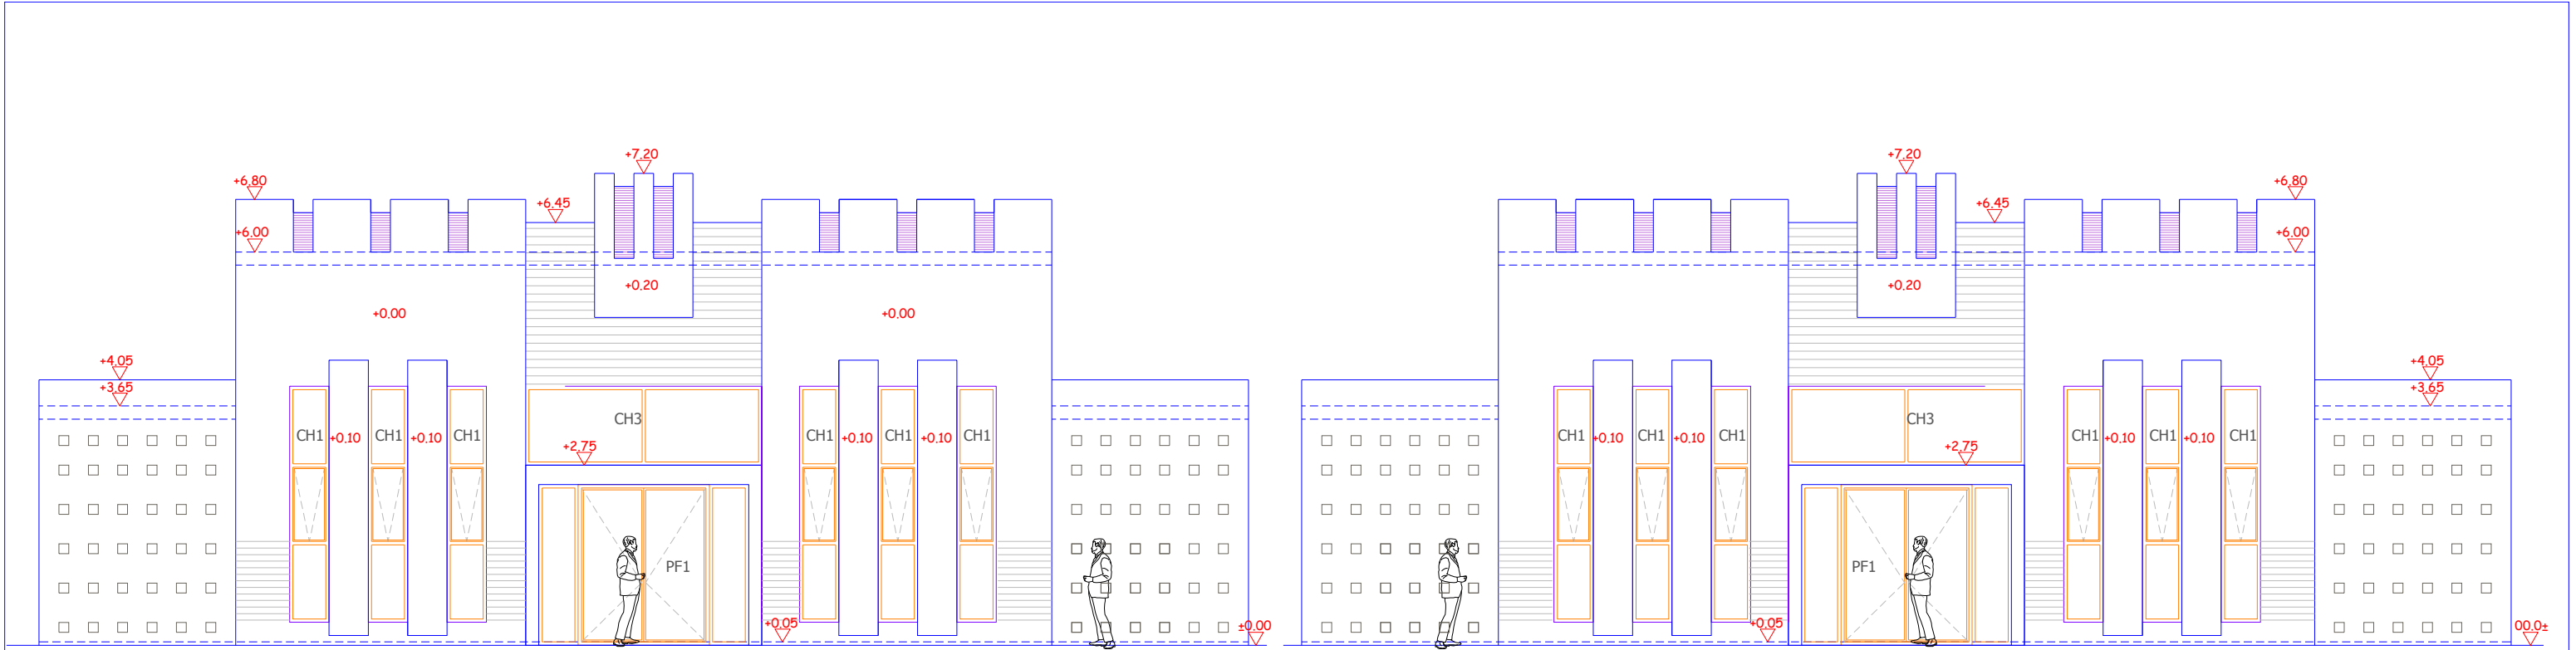 +7.20
+7.20
+6.80
+6.80
+6.45
+6.45
+6.00
+6.00
+0.20
+0.20
+0.00
+0.00
+4.05
+4.05
+3.65
+3.65
CH3
CH3
CH1 +0.10 CH1 +0.10 CH1
CH1 +0.10 CH1 +0.10 CH1
CH1 +0.10 CH1 +0.10 CH1
CH1 +0.10 CH1 +0.10 CH1
+2.75
+2.75
PF1
PF1
+0.05
±0.00
+0.05
00.0±